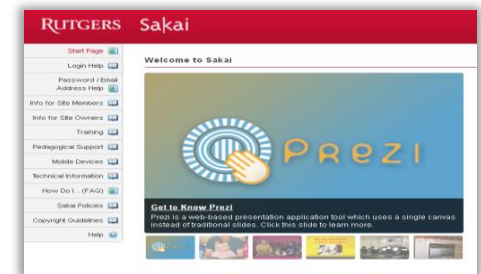 RUTGERS Sakai
Start Page
Login Help
Password / Email
Address Help
Info for Site Members
Info for Site Owners
Training
Pedagogical Support
Mobile Devices
Technical Information
How Do I... (FAQ)
Sakai Policies
Copyright Guidelines
Help
Welcome to Sakai
PREZI
Get to Know Prezi
Prezi is a web-based presentation application tool which uses a single canvas
instead of traditional slides. Click this slide to learn more.